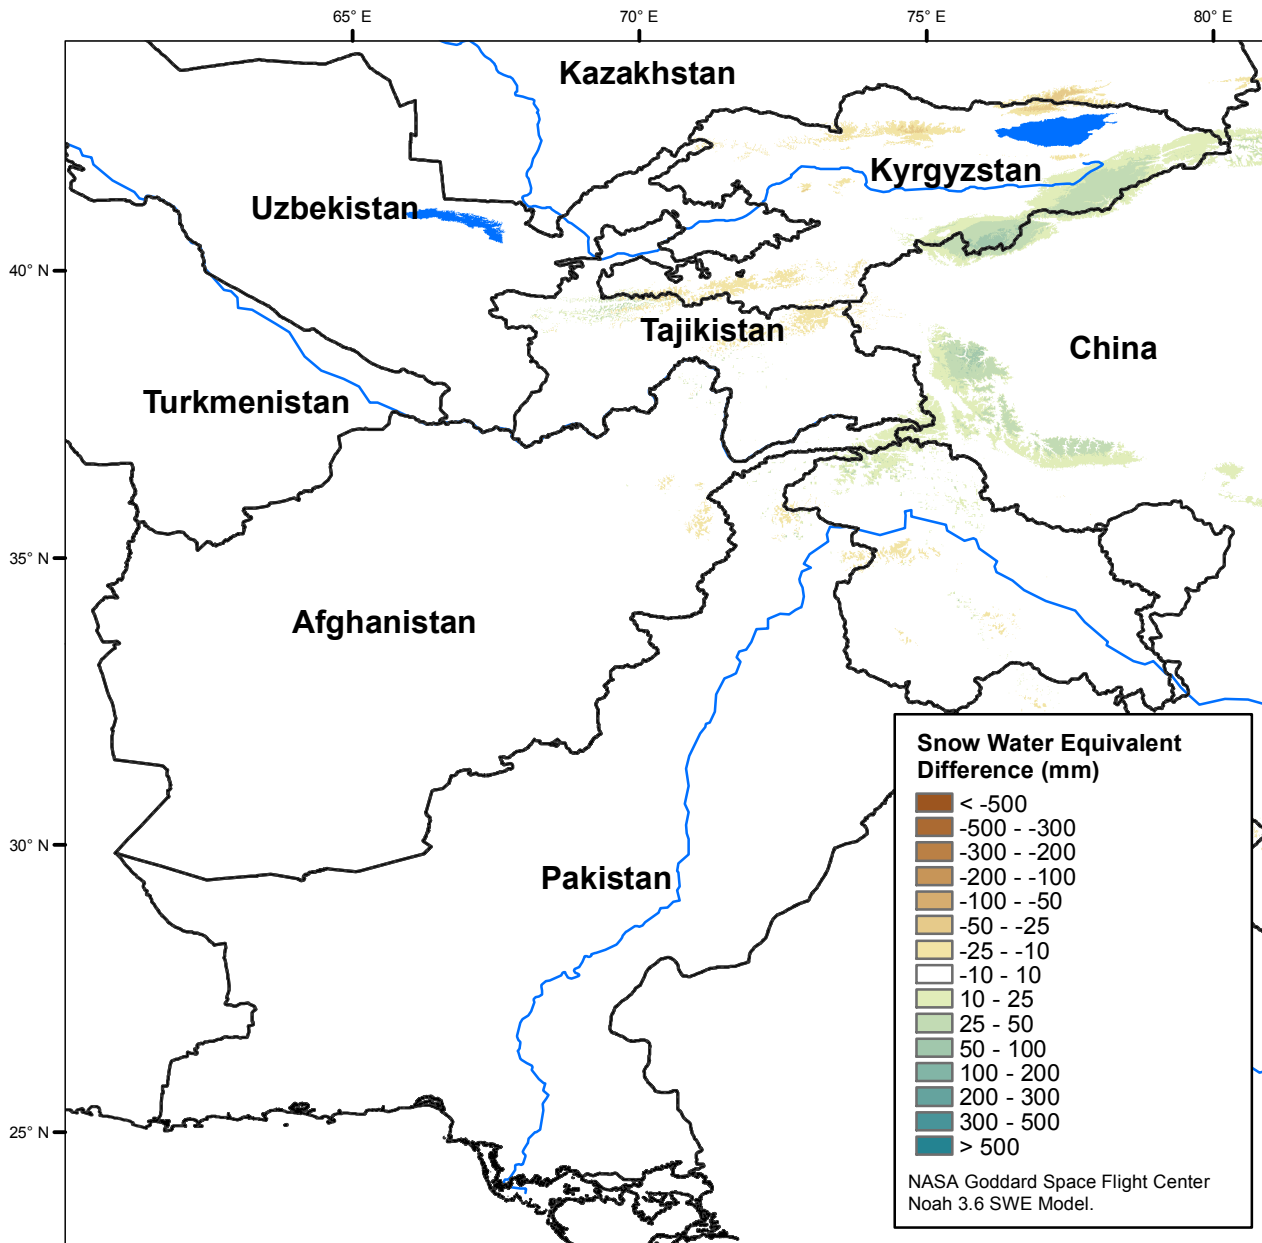 65° E
70° E
75° E
80° E
Kazakhstan
Kyrgyzstan
Uzbekistan
40° N
Tajikistan
China
Turkmenistan
35° N
Afghanistan
30° N
Pakistan
25° N
Snow Water Equivalent
Difference (mm)
< -500
-500 - -300
-300 - -200
-200 - -100
-100 - -50
-50 - -25
-25 - -10
-10 - 10
10 - 25
25 - 50
50 - 100
100 - 200
200 - 300
300 - 500
> 500
NASA Goddard Space Flight Center
Noah 3.6 SWE Model.